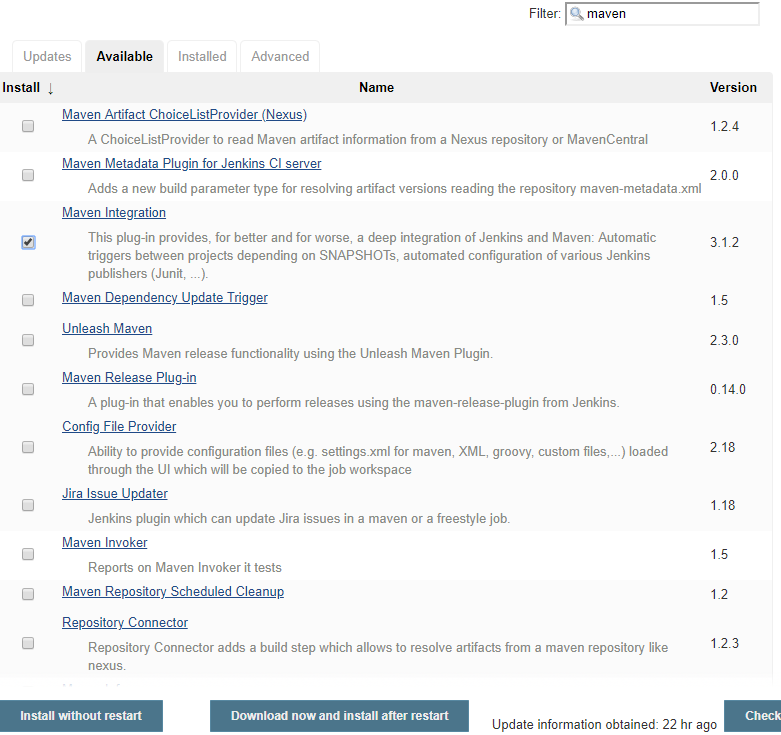 Filter: maven
Updates Available Installed Advanced
Install ↓ Name Version
Maven Artifact ChoiceListProvider (Nexus)
A ChoiceListProvider to read Maven artifact information from a Nexus repository or MavenCentral
1.2.4
Maven Metadata Plugin for Jenkins CI server
Adds a new build parameter type for resolving artifact versions reading the repository maven-metadata.xml
2.0.0
Maven Integration
This plug-in provides, for better and for worse, a deep integration of Jenkins and Maven: Automatic
triggers between projects depending on SNAPSHOTs, automated configuration of various Jenkins
publishers (Junit, ...).
3.1.2
Maven Dependency Update Trigger
1.5
Unleash Maven
Provides Maven release functionality using the Unleash Maven Plugin.
2.3.0
Maven Release Plug-in
A plug-in that enables you to perform releases using the maven-release-plugin from Jenkins.
0.14.0
Config File Provider
Ability to provide configuration files (e.g. settings.xml for maven, XML, groovy, custom files,...) loaded
through the UI which will be copied to the job workspace
2.18
Jira Issue Updater
Jenkins plugin which can update Jira issues in a maven or a freestyle job.
1.18
Maven Invoker
Reports on Maven Invoker it tests
1.5
Maven Repository Scheduled Cleanup
1.2
Repository Connector
Repository Connector adds a build step which allows to resolve artifacts from a maven repository like
nexus.
1.2.3
Install without restart
Download now and install after restart
Update information obtained: 22 hr ago
Check